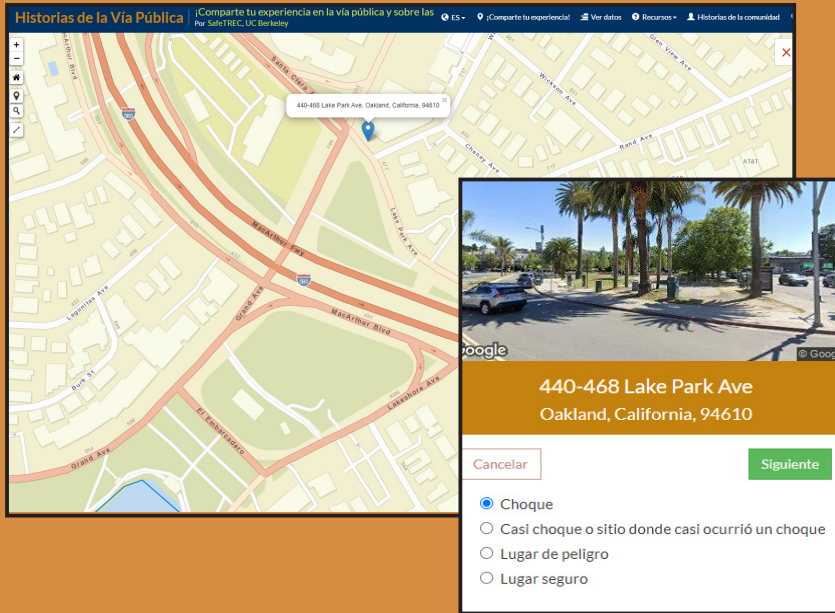 Historias de la Vía Pública
¡Comparte tu experiencia en la vía pública y sobre las
Por SafeTREC, UC Berkeley
ES
¡Comparte tu experiencia!
Ver datos
Recursos
Historias de la comunidad
MacArthur Blvd
Santa Clara
Glen View Ave
Wickson Ave
Rand Ave
AT&T
Cheney Ave
440-468 Lake Park Ave, Oakland, California, 94610
580
Lake Park Ave
MacArthur Fwy
580
MacArthur Blvd
Grand Ave
Lagunitas Ave
Burk St
El Embarcadero
Lakeshore Ave
Grand Ave
440-468 Lake Park Ave
Oakland, California, 94610
Cancelar
Siguiente
Choque
Casi choque o sitio donde casi ocurrió un choque
Lugar de peligro
Lugar seguro